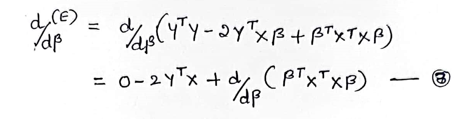 d/dβ (E) = d/dβ (yᵀy - 2yᵀxβ + βᵀxᵀxβ)
= 0 - 2yᵀx + d/dβ (βᵀxᵀxβ) — ③